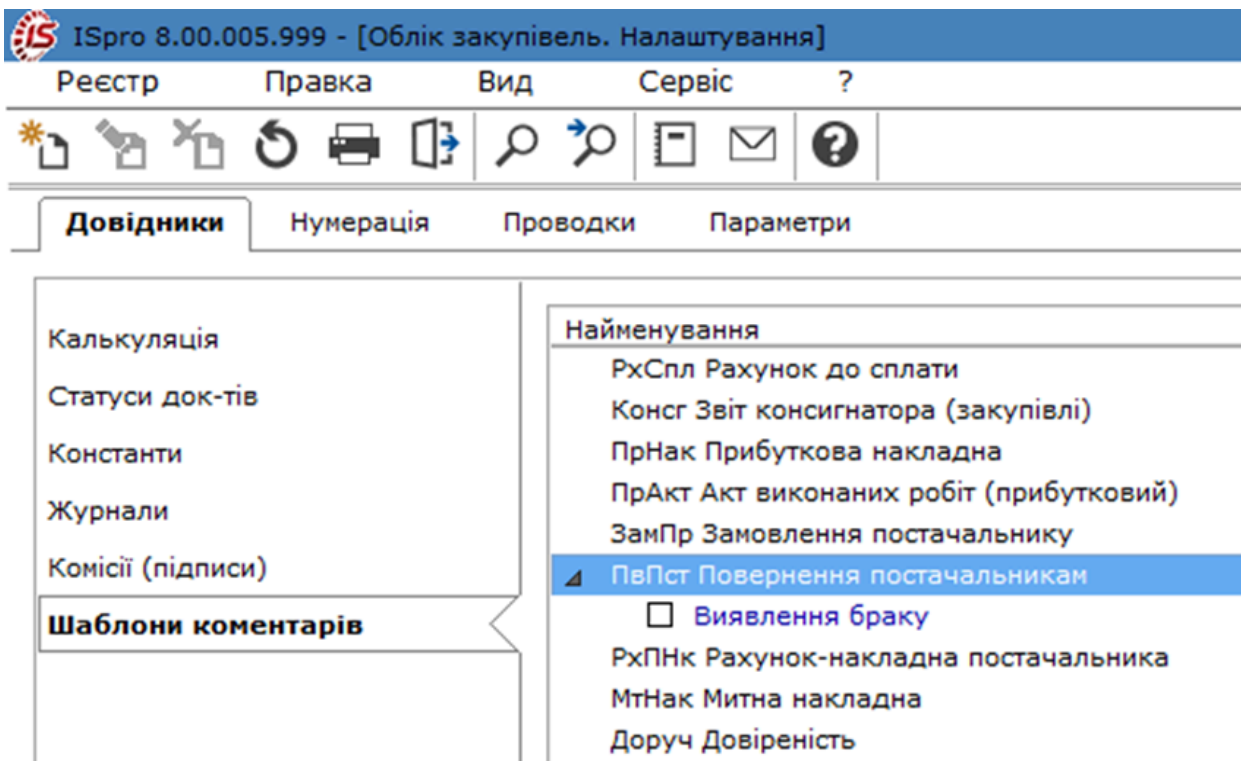 IS ISpro 8.00.005.999 - [Облік закупівель. Налаштування]
Реєстр Правка Вид Сервіс ?
Довідники Нумерація Проводки Параметри
Калькуляція
Статуси док-тів
Константи
Журнали
Комісії (підписи)
Шаблони коментарів
Найменування
РхСпл Рахунок до сплати
Консг Звіт консигнатора (закупівлі)
ПрНак Прибуткова накладна
ПрАкт Акт виконаних робіт (прибутковий)
ЗамПр Замовлення постачальнику
ПвПст Повернення постачальникам
Виявлення браку
РхПНк Рахунок-накладна постачальника
МтНак Митна накладна
Доруч Довіреність